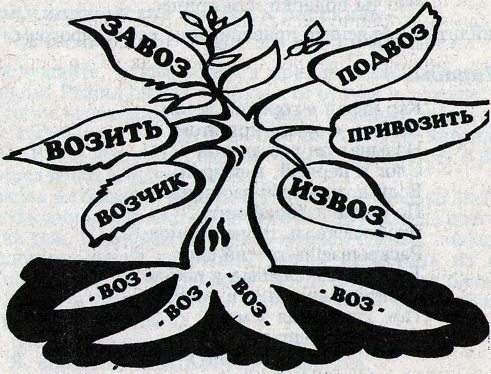 ЗАВОЗ
ПОДВОЗ
ВОЗИТЬ
ПРИВОЗИТЬ
ВОЗЧИК
ИЗВОЗ
- ВОЗ -
- ВОЗ -
- ВОЗ -
- ВОЗ -